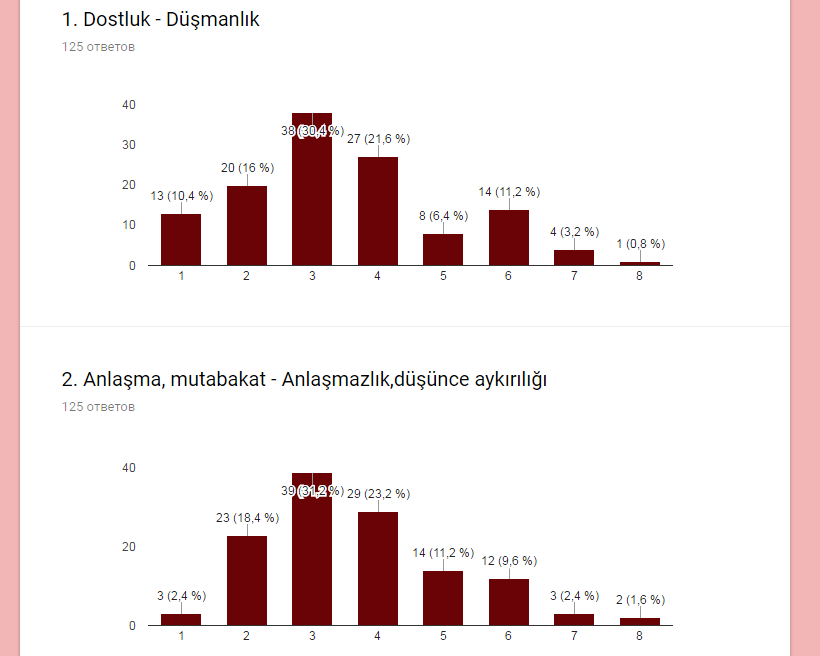 1. Dostluk - Düşmanlık
125 ответов
40
30
20
10
0
13 (10,4 %)
20 (16 %)
38 (30,4 %)
27 (21,6 %)
8 (6,4 %)
14 (11,2 %)
4 (3,2 %)
1 (0,8 %)
1 2 3 4 5 6 7 8
2. Anlaşma, mutabakat - Anlaşmazlık,düşünce aykırılığı
125 ответов
40
20
0
3 (2,4 %)
23 (18,4 %)
39 (31,2 %)
29 (23,2 %)
14 (11,2 %)
12 (9,6 %)
3 (2,4 %)
2 (1,6 %)
1 2 3 4 5 6 7 8